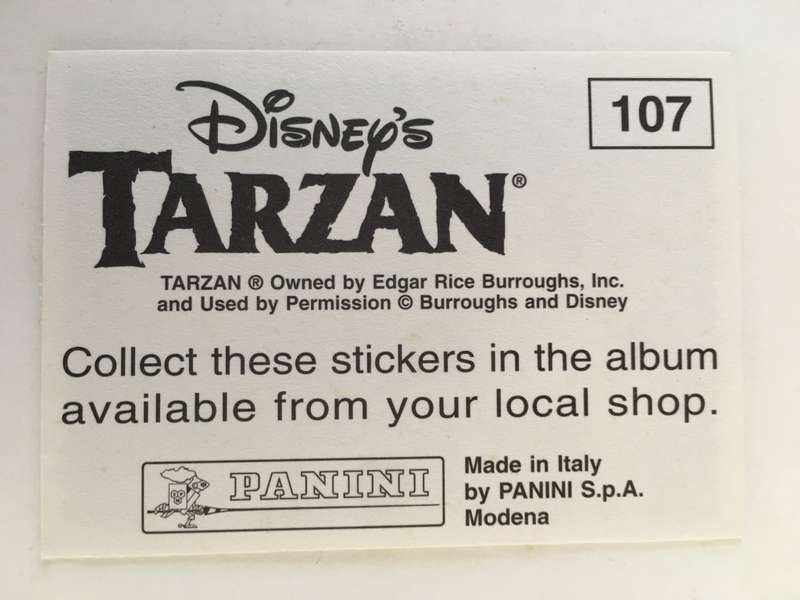 Disney's
107
TARZAN®
TARZAN ® Owned by Edgar Rice Burroughs, Inc.
and Used by Permission © Burroughs and Disney
Collect these stickers in the album
available from your local shop.
PANINI
Made in Italy
by PANINI S.p.A.
Modena